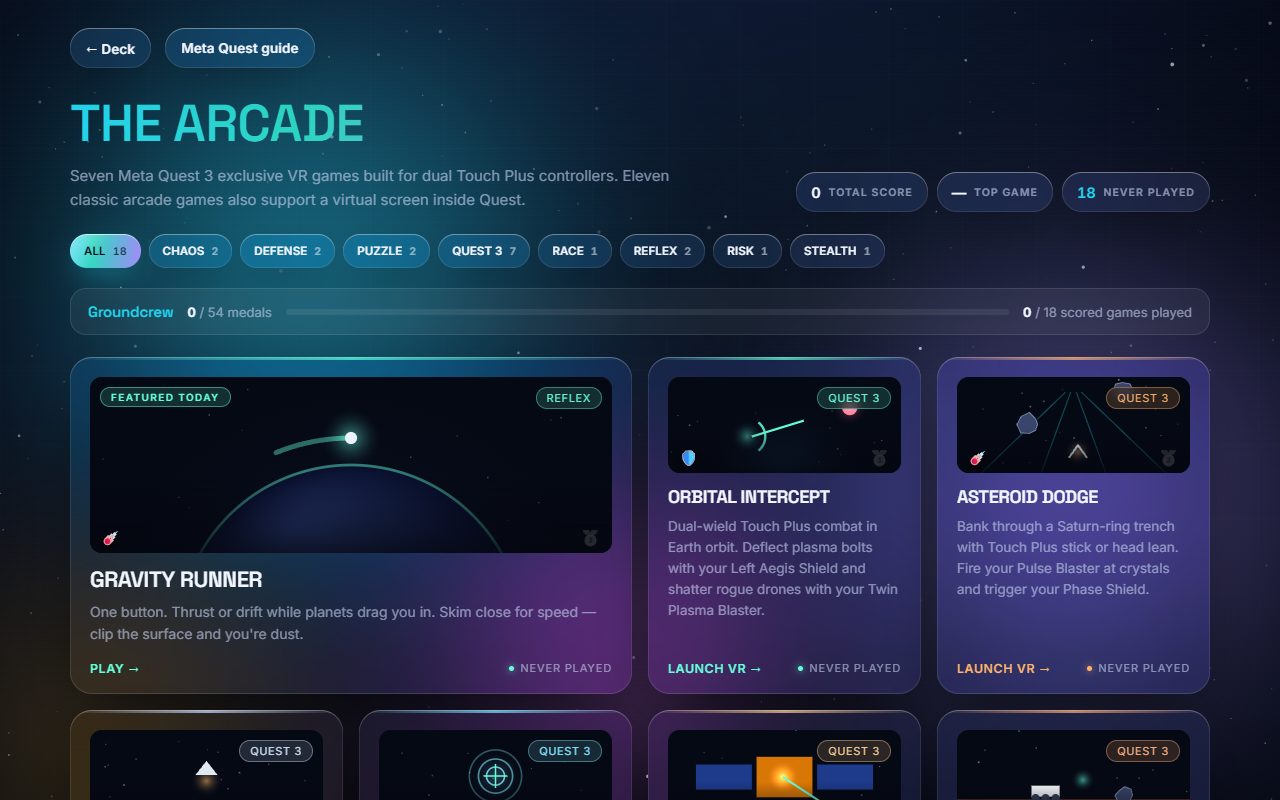 ← Deck
Meta Quest guide
THE ARCADE
Seven Meta Quest 3 exclusive VR games built for dual Touch Plus controllers. Eleven
classic arcade games also support a virtual screen inside Quest.
0 TOTAL SCORE
— TOP GAME
18 NEVER PLAYED
ALL 18
CHAOS 2
DEFENSE 2
PUZZLE 2
QUEST 3 7
RACE 1
REFLEX 2
RISK 1
STEALTH 1
Groundcrew 0 / 54 medals
0 / 18 scored games played
FEATURED TODAY
REFLEX
GRAVITY RUNNER
One button. Thrust or drift while planets drag you in. Skim close for speed —
clip the surface and you're dust.
PLAY →
NEVER PLAYED
QUEST 3
ORBITAL INTERCEPT
Dual-wield Touch Plus combat in
Earth orbit. Deflect plasma bolts
with your Left Aegis Shield and
shatter rogue drones with your Twin
Plasma Blaster.
LAUNCH VR →
NEVER PLAYED
QUEST 3
ASTEROID DODGE
Bank through a Saturn-ring trench
with Touch Plus stick or head lean.
Fire your Pulse Blaster at crystals
and trigger your Phase Shield.
LAUNCH VR →
NEVER PLAYED
QUEST 3
QUEST 3
QUEST 3
QUEST 3